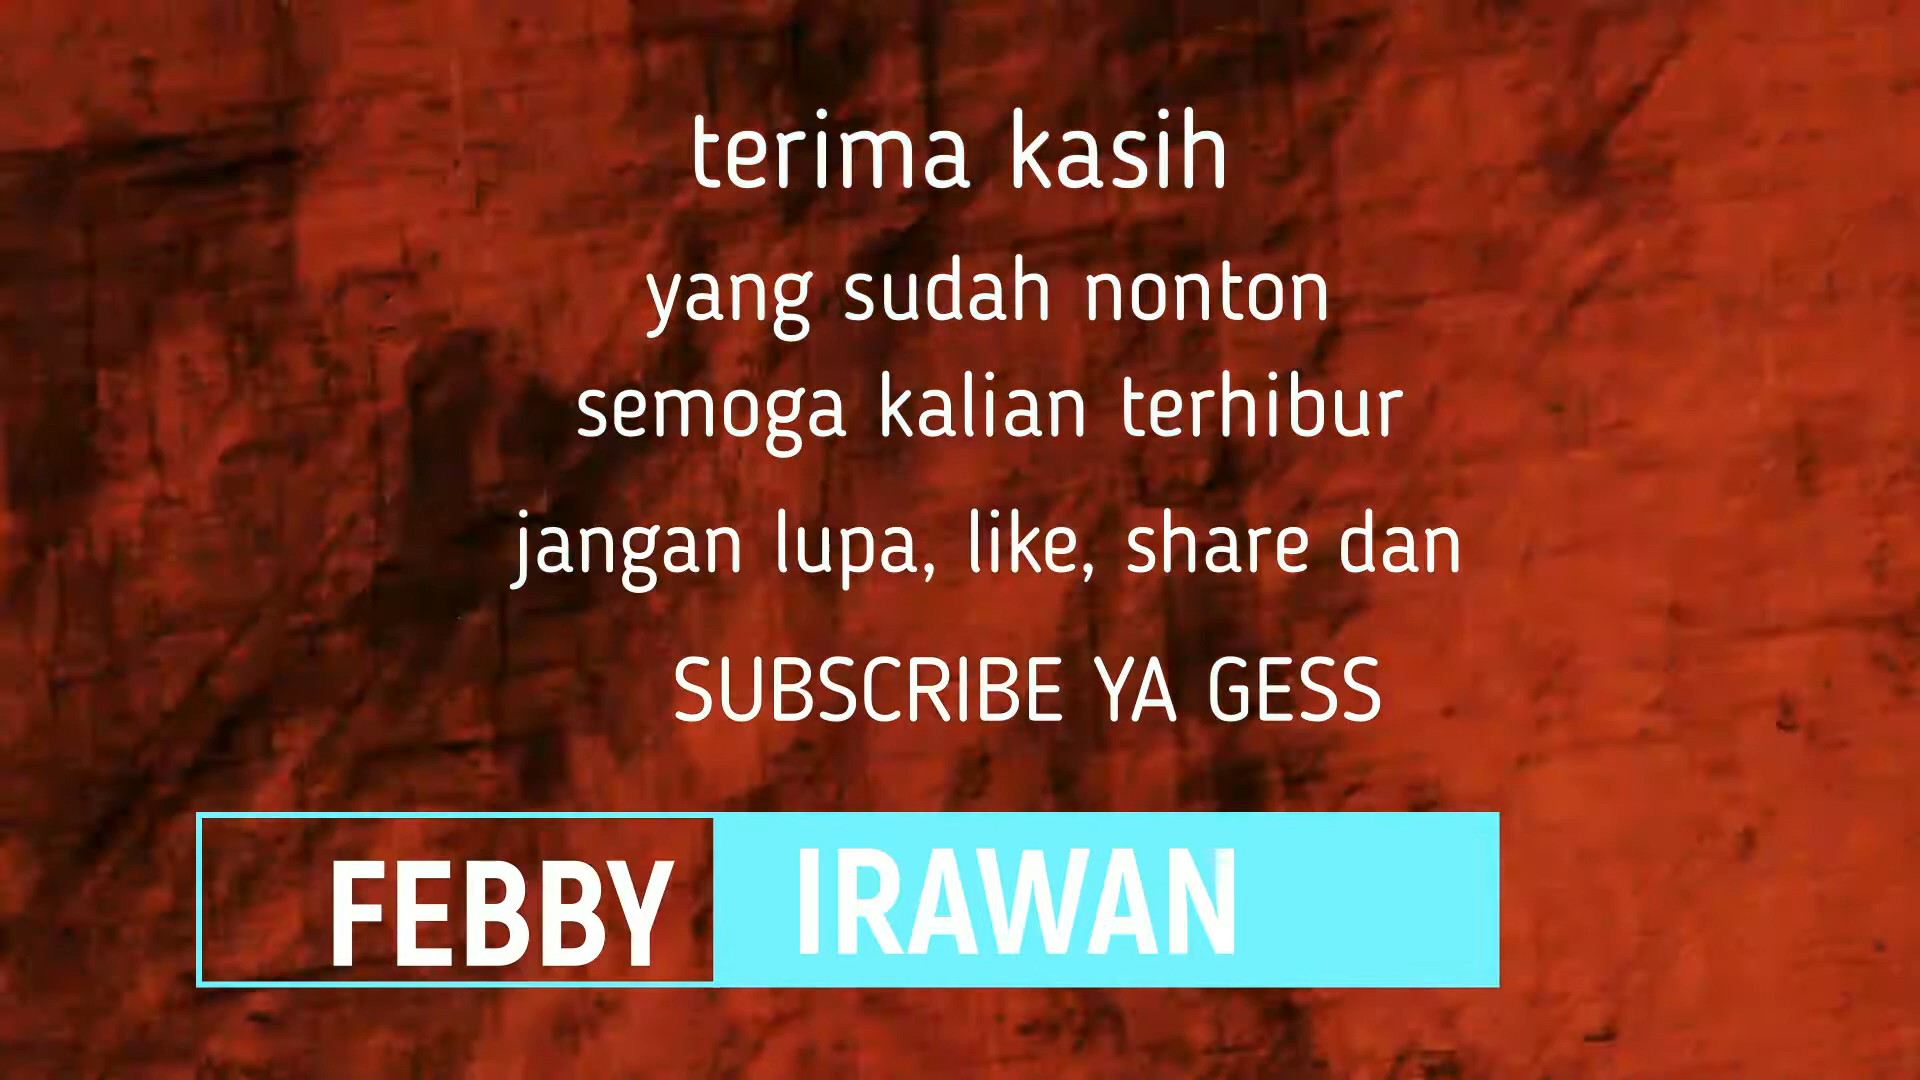 terima kasih
yang sudah nonton
semoga kalian terhibur
jangan lupa, like, share dan
SUBSCRIBE YA GESS
FEBBY IRAWAN